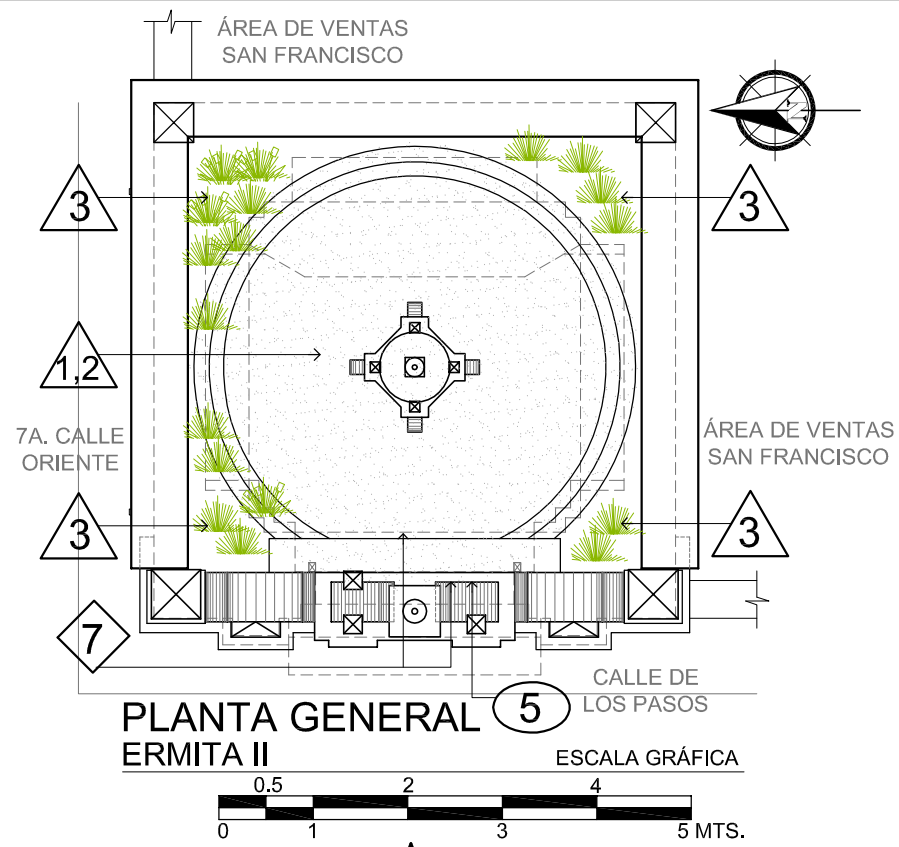 ÁREA DE VENTAS
SAN FRANCISCO
N
3
3
1,2
7A. CALLE
ORIENTE
ÁREA DE VENTAS
SAN FRANCISCO
3
3
7
5
CALLE DE
LOS PASOS
PLANTA GENERAL
ERMITA II
ESCALA GRÁFICA
0.5 2 4
0 1 3 5 MTS.